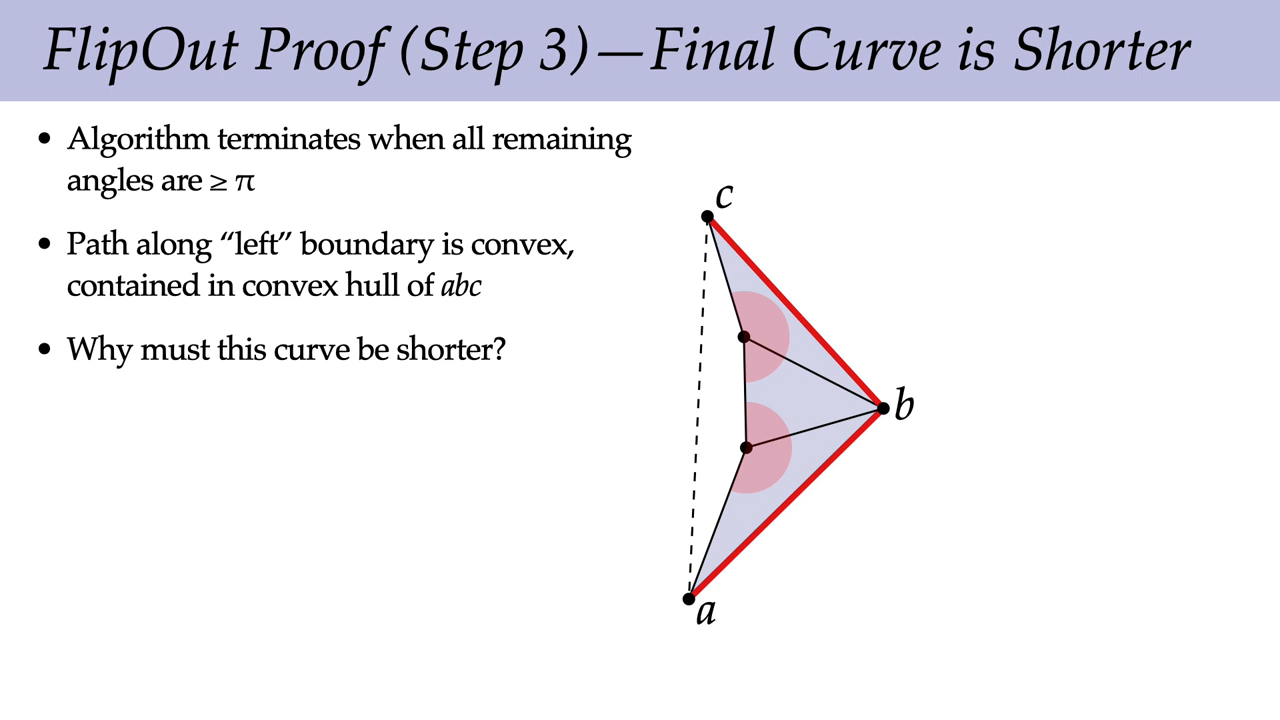 FlipOut Proof (Step 3)—Final Curve is Shorter
• Algorithm terminates when all remaining
angles are ≥ π
• Path along “left” boundary is convex,
contained in convex hull of abc
• Why must this curve be shorter?
c
b
a